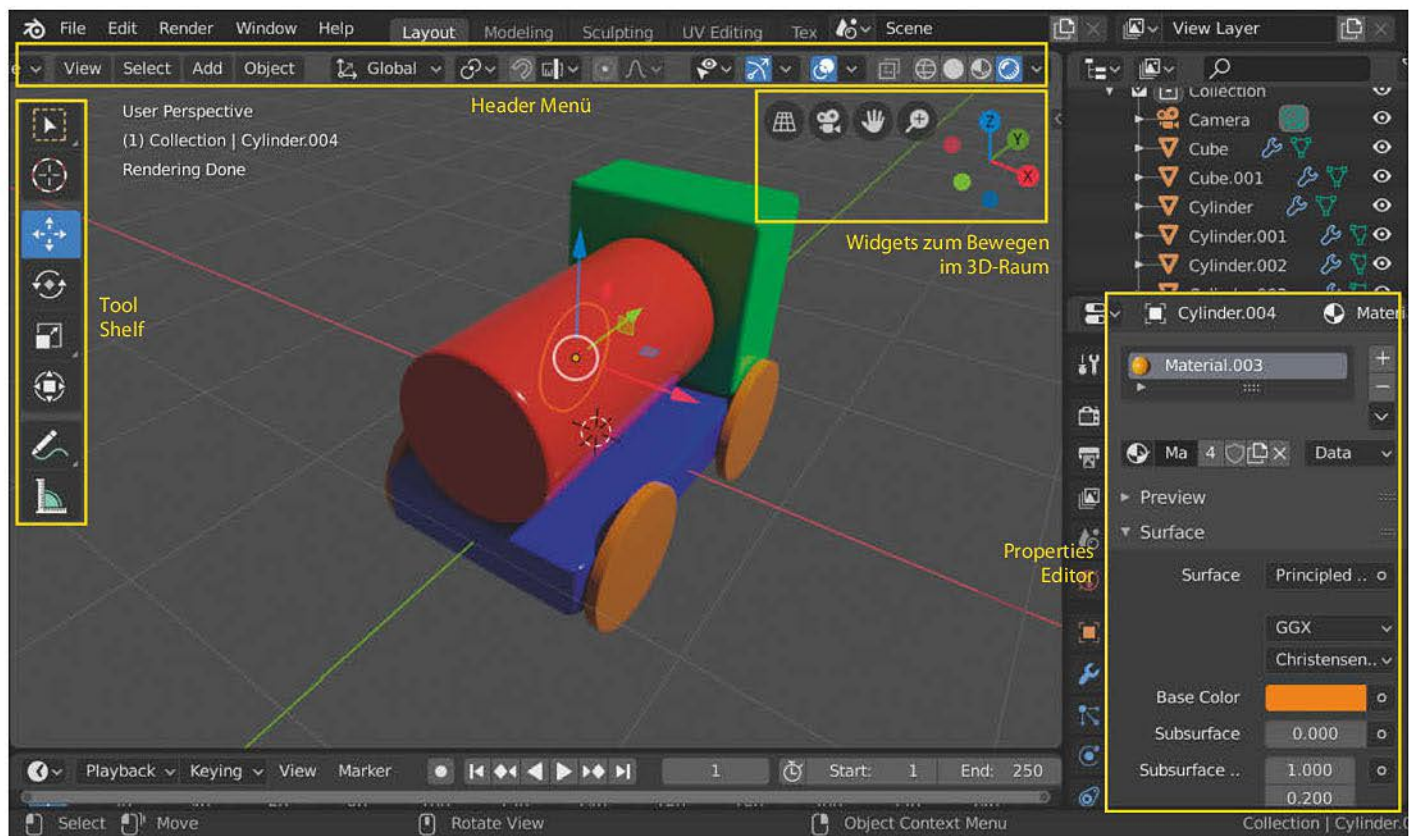 File Edit Render Window Help Layout Modeling Sculpting UV Editing Tex Scene View Layer
View Select Add Object Global
Header Menü
User Perspective
(1) Collection | Cylinder.004
Rendering Done
Z
Y
X
Widgets zum Bewegen
im 3D-Raum
Tool
Shelf
Collection
Camera
Cube
Cube.001
Cylinder
Cylinder.001
Cylinder.002
Cylinder.004 Materi
Material.003
Ma 4 Data
Preview
Surface
Properties
Editor
Surface Principled ..
GGX
Christensen..
Base Color
Subsurface 0.000
Subsurface .. 1.000
0.200
Playback Keying View Marker 1 Start: 1 End: 250
Select Move Rotate View Object Context Menu Collection | Cylinder.0